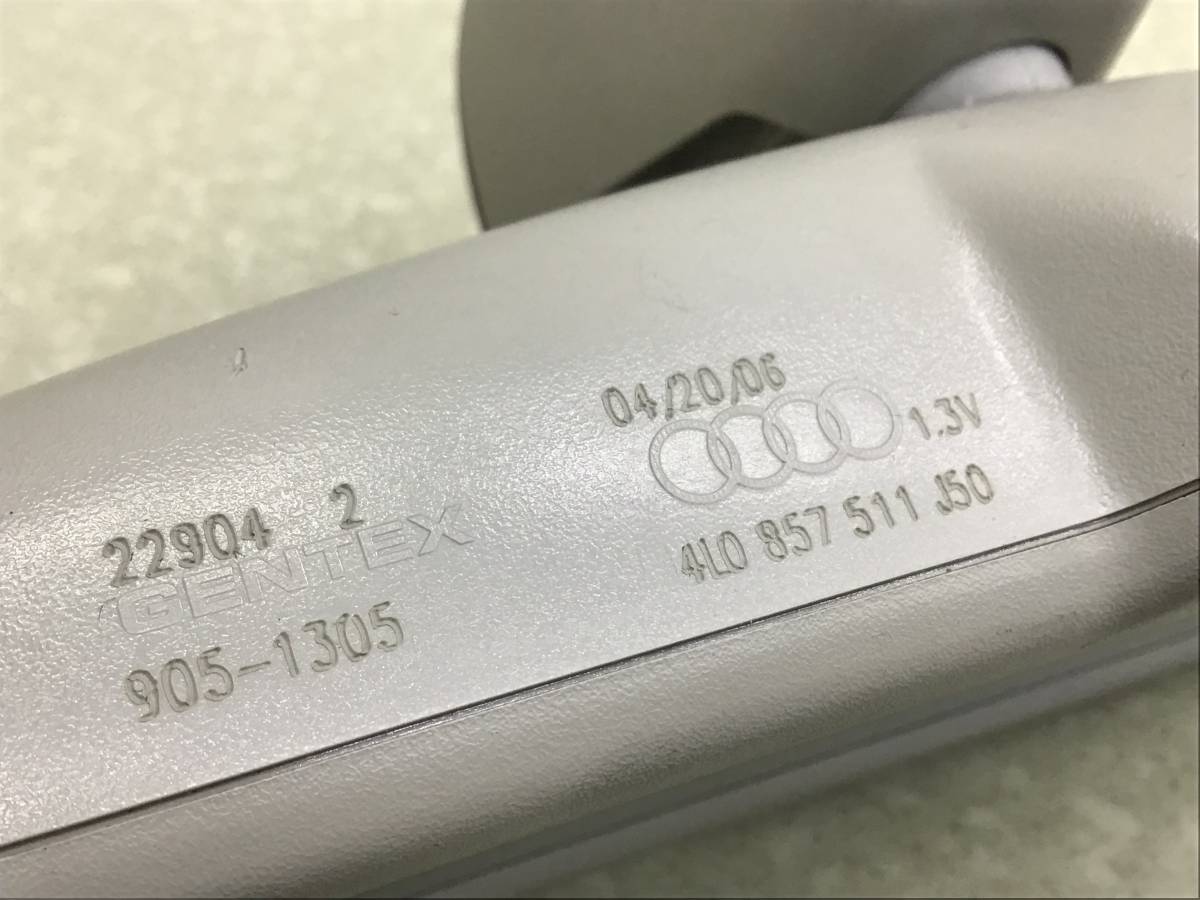 22904 2
GENTEX
905-1305
04/20/06
1.3V
4L0 857 511 J50